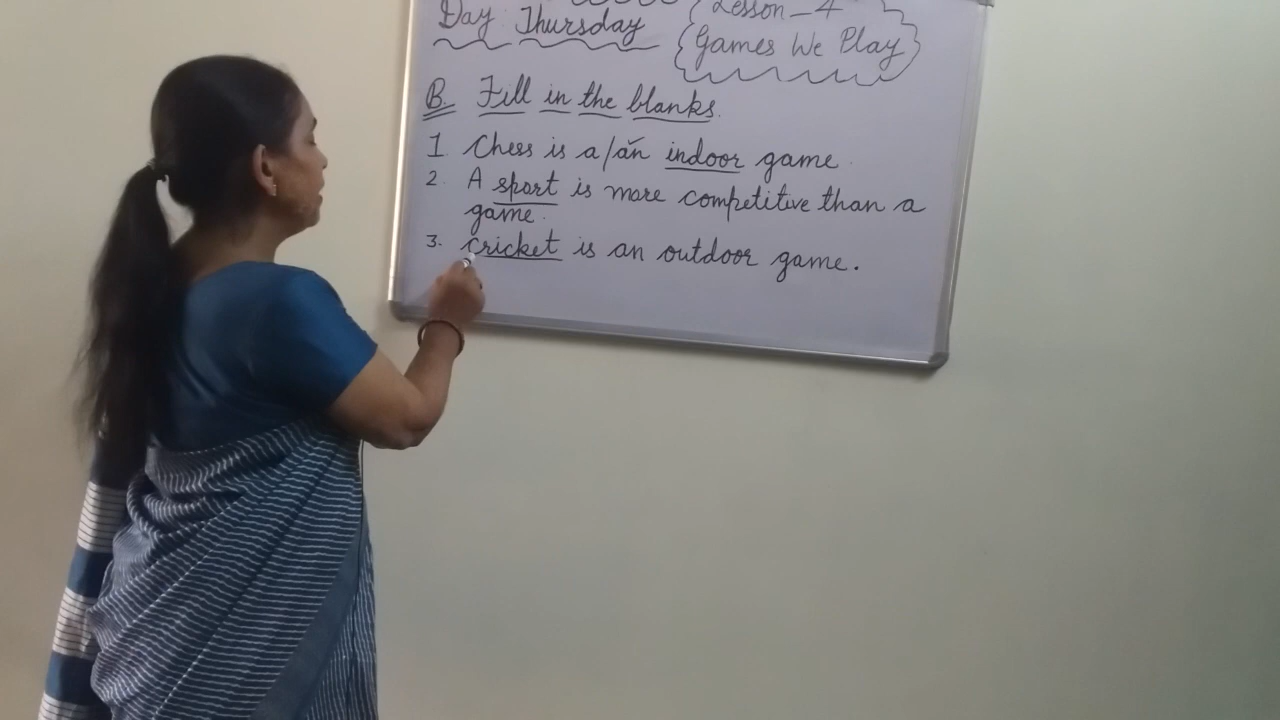 Day Thursday
Lesson - 4
Games We Play
B. Fill in the blanks.
1. Chess is a/an indoor game.
2. A sport is more competitive than a
game.
3. cricket is an outdoor game.